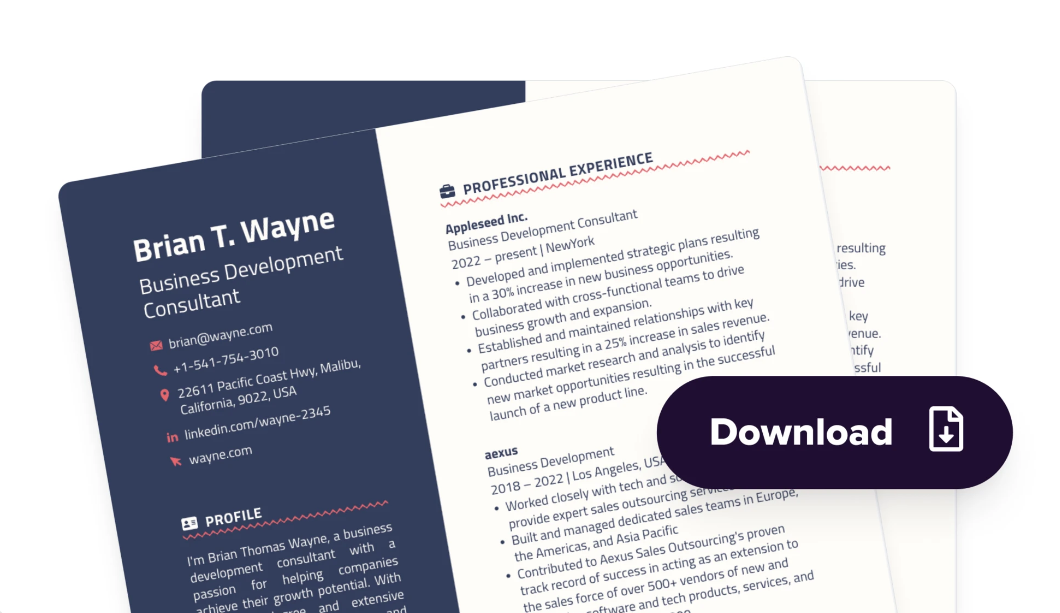 Brian T. Wayne
Business Development
Consultant
brian@wayne.com
+1-541-754-3010
22611 Pacific Coast Hwy, Malibu,
California, 9022, USA
linkedin.com/wayne-2345
wayne.com
PROFILE
I'm Brian Thomas Wayne, a business
development consultant with a
passion for helping companies
achieve their growth potential. With
and extensive
PROFESSIONAL EXPERIENCE
Appleseed Inc.
Business Development Consultant
2022 – present | NewYork
• Developed and implemented strategic plans resulting
in a 30% increase in new business opportunities.
• Collaborated with cross-functional teams to drive
business growth and expansion.
• Established and maintained relationships with key
partners resulting in a 25% increase in sales revenue.
• Conducted market research and analysis to identify
new market opportunities resulting in the successful
launch of a new product line.
aexus
Business Development
2018 – 2022 | Los Angeles, USA
• Worked closely with tech and
provide expert sales outsourcing
• Built and managed dedicated sales teams in Europe,
the Americas, and Asia Pacific
• Contributed to Aexus Sales Outsourcing's proven
track record of success in acting as an extension to
the sales force of over 500+ vendors of new and
software and tech products, services, and
resulting
drive
key
Download